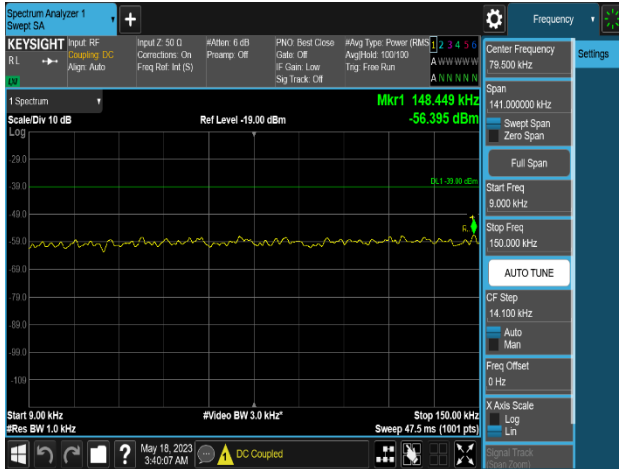 Spectrum Analyzer 1
Swept SA
+
Frequency
KEYSIGHT
R L
LV
Input: RF
Coupling: DC
Align: Auto
Input Z: 50 Ω
Corrections: On
Freq Ref: Int (S)
#Atten: 6 dB
Preamp: Off
PNO: Best Close
Gate: Off
IF Gain: Low
Sig Track: Off
#Avg Type: Power (RMS
Avg|Hold: 100/100
Trig: Free Run
1 2 3 4 5 6
A W W W W W
A N N N N N
1 Spectrum
Scale/Div 10 dB
Ref Level -19.00 dBm
Mkr1 148.449 kHz
-56.395 dBm
Log
-29.0
-39.0
DL1 -39.00 dBm
-49.0
-59.0
-69.0
-79.0
-89.0
-99.0
-109
Start 9.00 kHz
#Video BW 3.0 kHz*
Stop 150.00 kHz
#Res BW 1.0 kHz
Sweep 47.5 ms (1001 pts)
Center Frequency
79.500 kHz
Settings
Span
141.000000 kHz
Swept Span
Zero Span
Full Span
Start Freq
9.000 kHz
Stop Freq
150.000 kHz
AUTO TUNE
CF Step
14.100 kHz
Auto
Man
Freq Offset
0 Hz
X Axis Scale
Log
Lin
Signal Track
(Span Zoom)
?
May 18, 2023
3:40:07 AM
DC Coupled